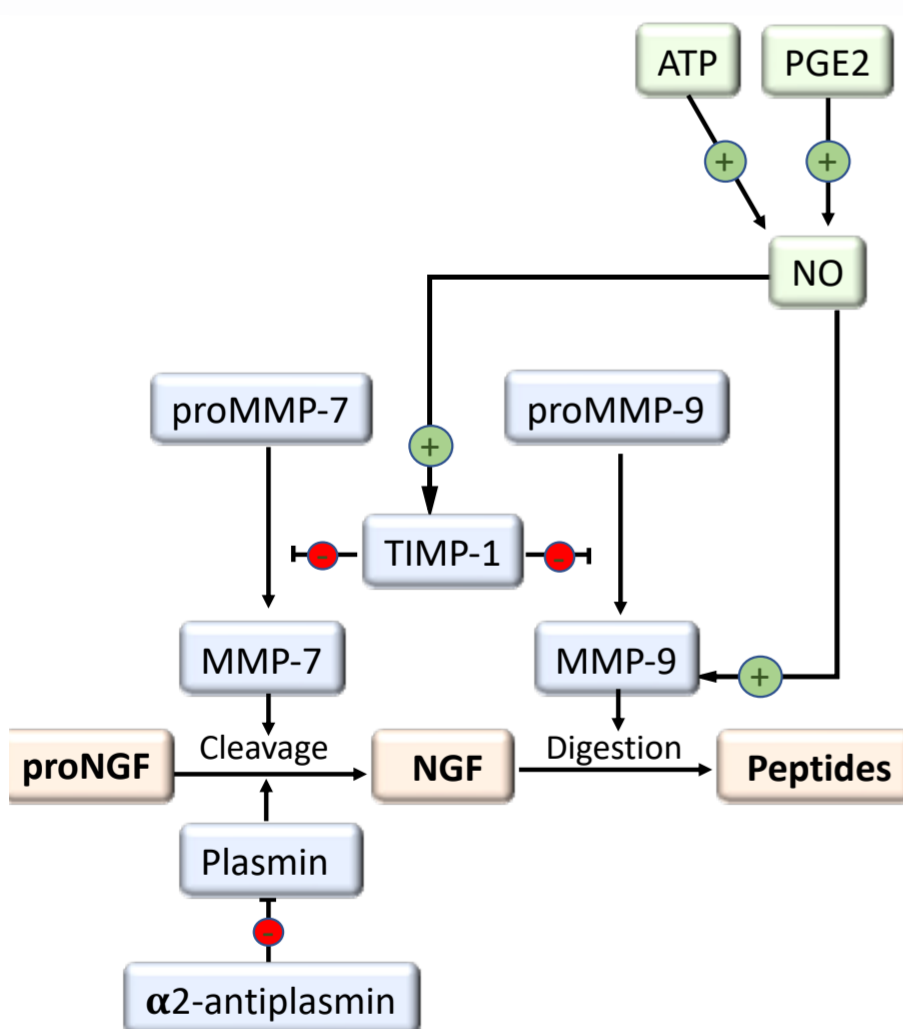 ATP
PGE2
+
+
NO
proMMP-7
proMMP-9
+
TIMP-1
-
-
MMP-7
MMP-9
+
proNGF
Cleavage
NGF
Digestion
Peptides
Plasmin
-
α2-antiplasmin